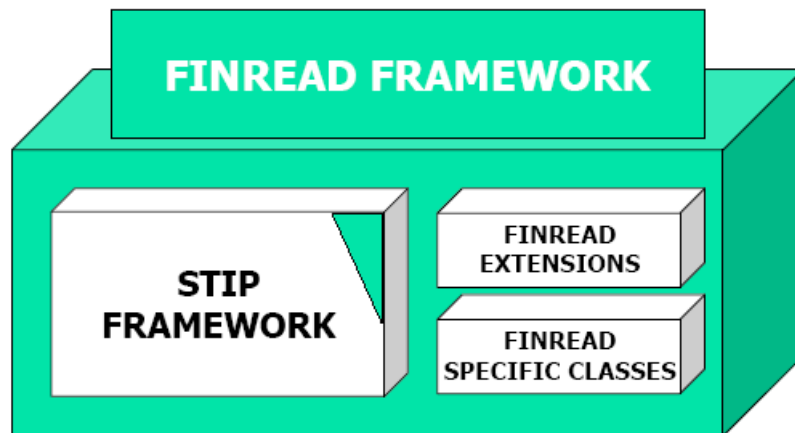 FINREAD FRAMEWORK
STIP
FRAMEWORK
FINREAD
EXTENSIONS
FINREAD
SPECIFIC CLASSES